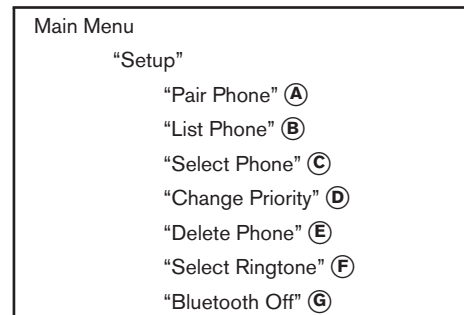 Main Menu
“Setup”
“Pair Phone” Ⓐ
“List Phone” Ⓑ
“Select Phone” Ⓒ
“Change Priority” Ⓓ
“Delete Phone” Ⓔ
“Select Ringtone” Ⓕ
“Bluetooth Off” Ⓖ